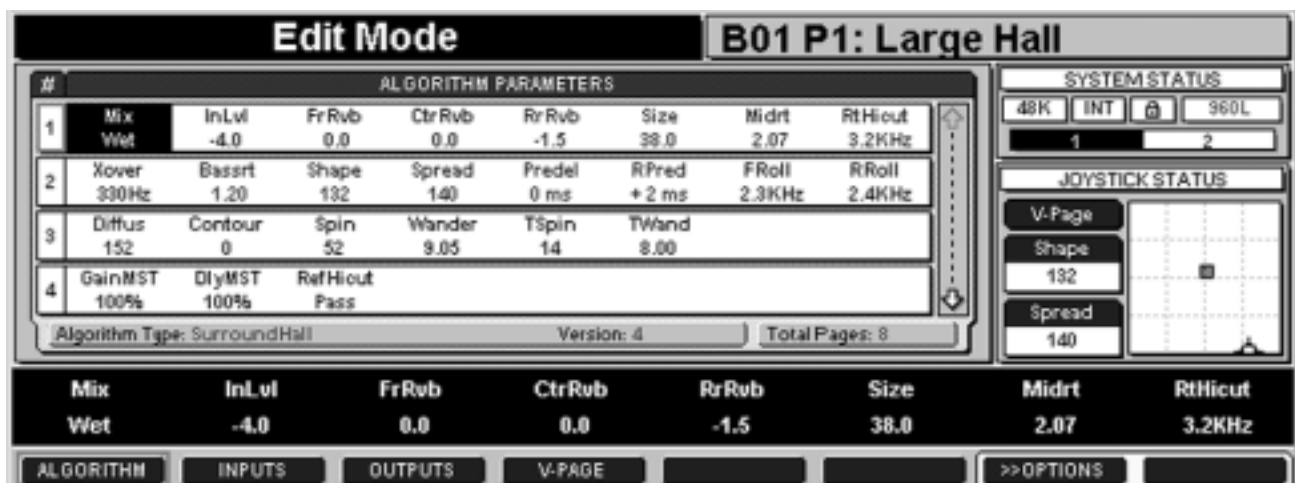 Edit Mode
B01 P1: Large Hall
# ALGORITHM PARAMETERS
1 Mix InLvl FrRvb CtrRvb RrRvb Size Midrt RtHicut
Wet -4.0 0.0 0.0 -1.5 38.0 2.07 3.2KHz
2 Xover Bassrt Shape Spread Predel RPred FRoll RRoll
330Hz 1.20 132 140 0 ms +2 ms 2.3KHz 2.4KHz
3 Diffus Contour Spin Wander TSpin TWand
152 0 52 9.05 14 8.00
4 GainMST DlyMST RefHicut
100% 100% Pass
Algorithm Type: SurroundHall Version: 4 Total Pages: 8
SYSTEM STATUS
48K INT 960L
1 2
JOYSTICK STATUS
V-Page
Shape
132
Spread
140
Mix InLvl FrRvb CtrRvb RrRvb Size Midrt RtHicut
Wet -4.0 0.0 0.0 -1.5 38.0 2.07 3.2KHz
ALGORITHM INPUTS OUTPUTS V-PAGE >>OPTIONS